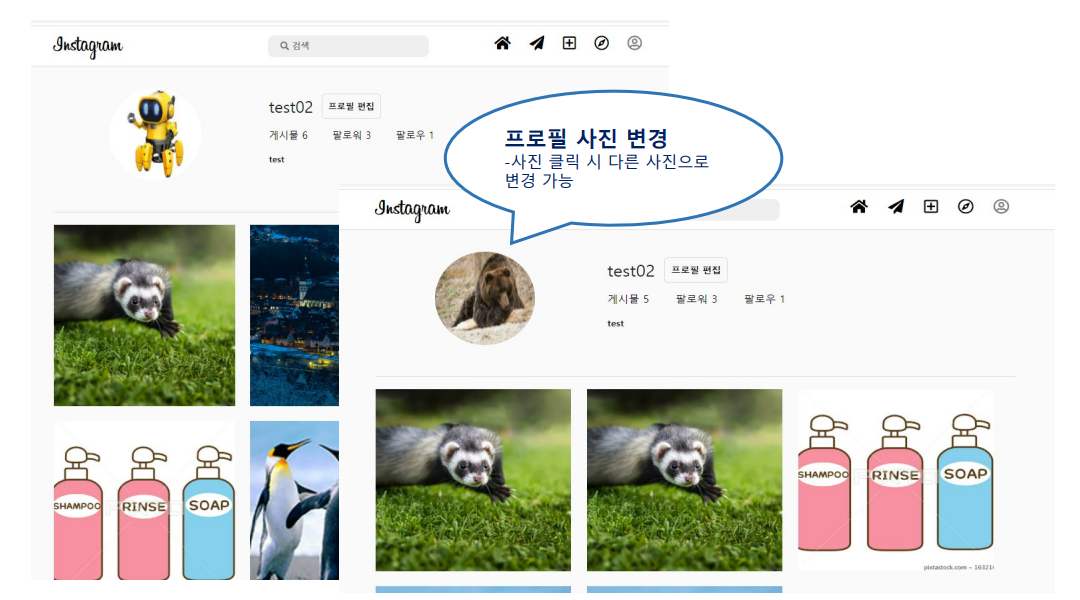 Instagram
검색
test02 프로필 편집
게시물 6 팔로워 3 팔로우 1
test
프로필 사진 변경
-사진 클릭 시 다른 사진으로
변경 가능
Instagram
test02 프로필 편집
게시물 5 팔로워 3 팔로우 1
test
SHAMPOO RINSE SOAP
SHAMPOO RINSE SOAP